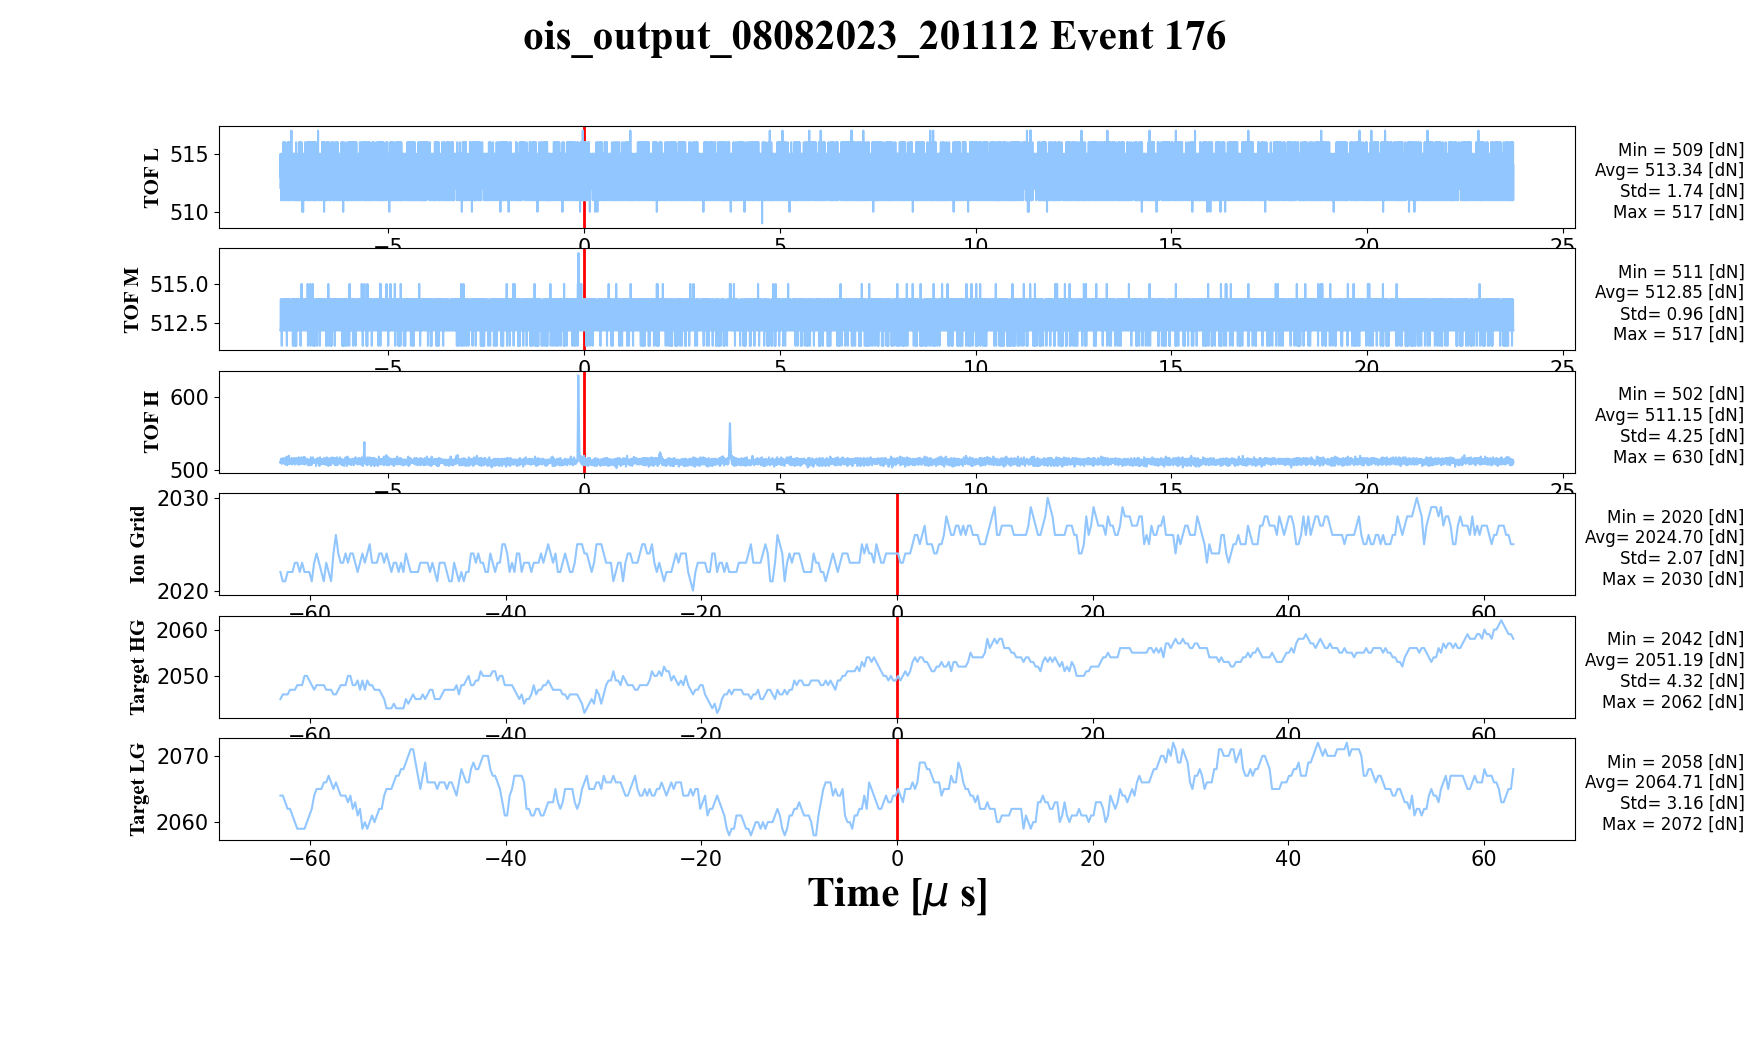 ois_output_08082023_201112 Event 176
TOF L
515
510
−5 0 5 10 15 20 25
Min = 509 [dN]
Avg= 513.34 [dN]
Std= 1.74 [dN]
Max = 517 [dN]
TOF M
515.0
512.5
−5 0 5 10 15 20 25
Min = 511 [dN]
Avg= 512.85 [dN]
Std= 0.96 [dN]
Max = 517 [dN]
TOF H
600
500
−5 0 5 10 15 20 25
Min = 502 [dN]
Avg= 511.15 [dN]
Std= 4.25 [dN]
Max = 630 [dN]
Ion Grid
2030
2020
−60 −40 −20 0 20 40 60
Min = 2020 [dN]
Avg= 2024.70 [dN]
Std= 2.07 [dN]
Max = 2030 [dN]
Target HG
2060
2050
−60 −40 −20 0 20 40 60
Min = 2042 [dN]
Avg= 2051.19 [dN]
Std= 4.32 [dN]
Max = 2062 [dN]
Target LG
2070
2060
−60 −40 −20 0 20 40 60
Min = 2058 [dN]
Avg= 2064.71 [dN]
Std= 3.16 [dN]
Max = 2072 [dN]
Time [μ s]